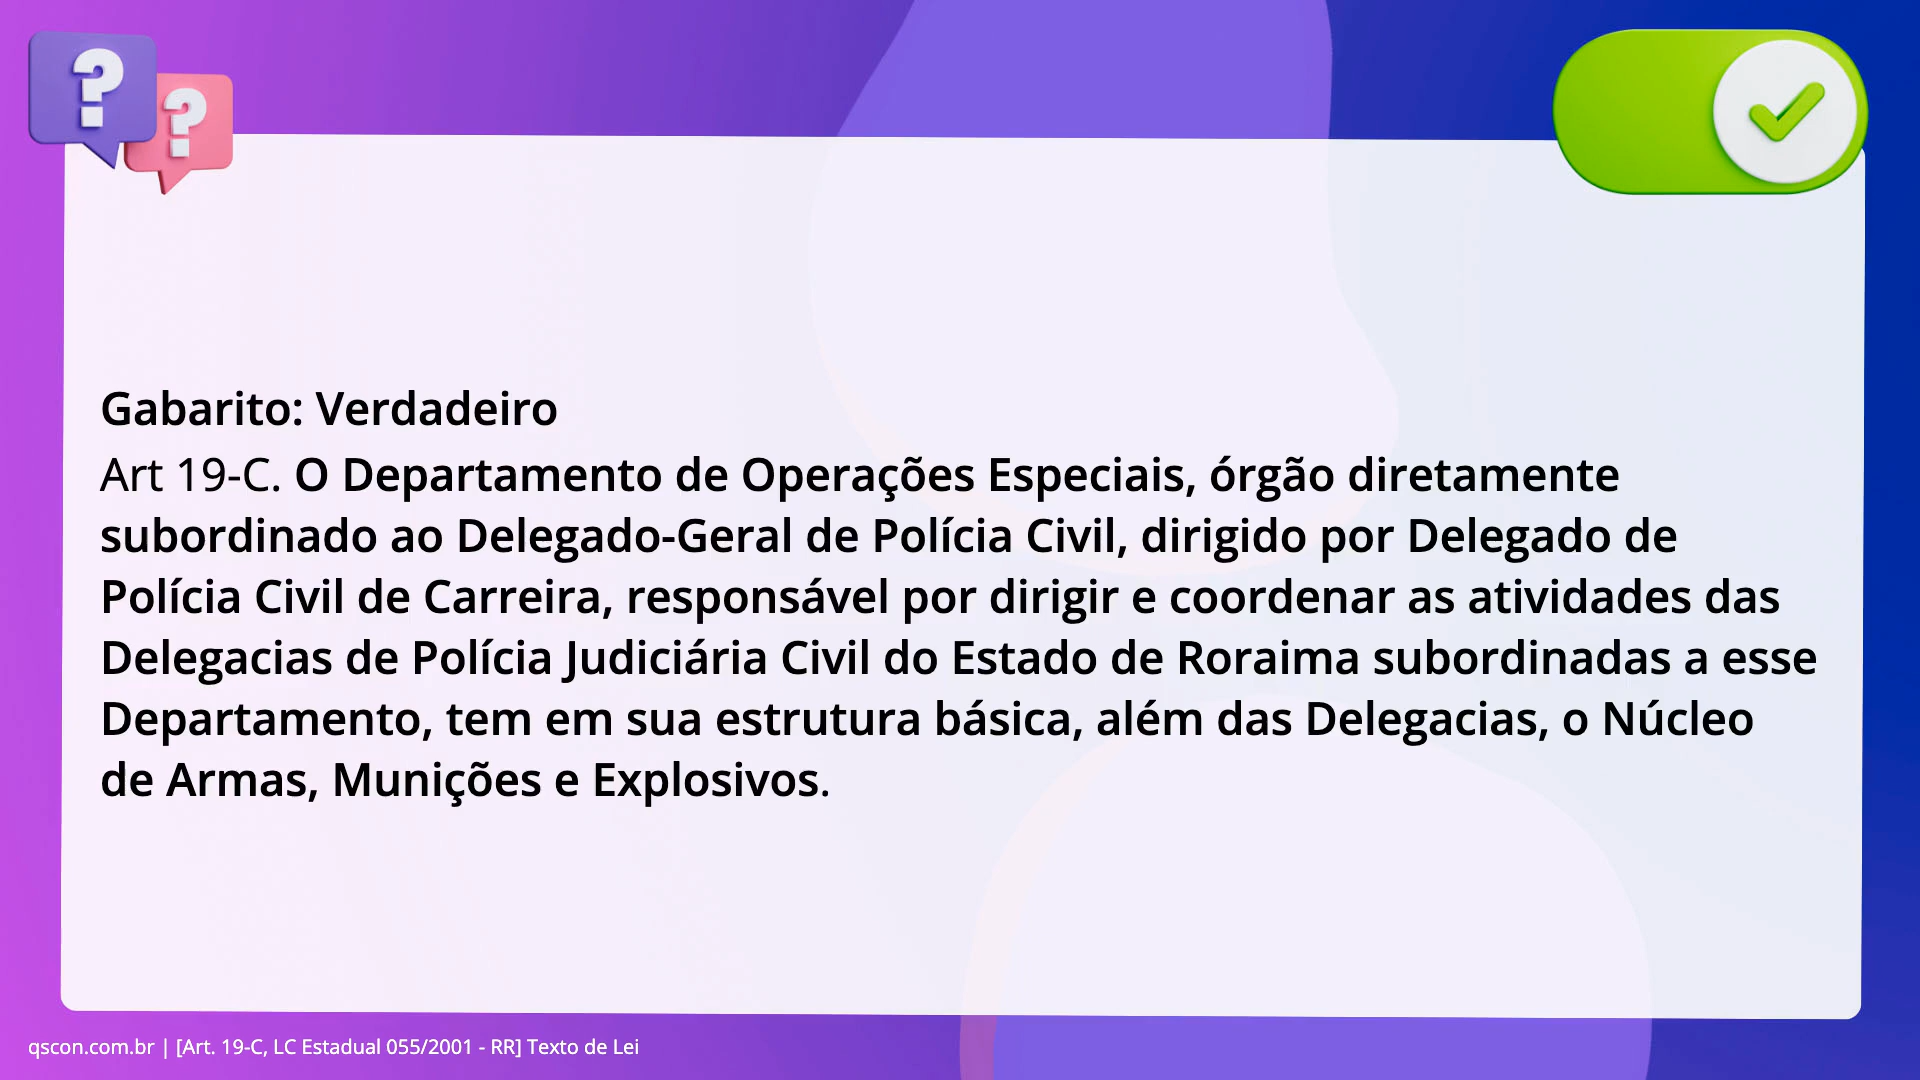 Gabarito: Verdadeiro
Art 19-C. O Departamento de Operações Especiais, órgão diretamente
subordinado ao Delegado-Geral de Polícia Civil, dirigido por Delegado de
Polícia Civil de Carreira, responsável por dirigir e coordenar as atividades das
Delegacias de Polícia Judiciária Civil do Estado de Roraima subordinadas a esse
Departamento, tem em sua estrutura básica, além das Delegacias, o Núcleo
de Armas, Munições e Explosivos.
qscon.com.br | [Art. 19-C, LC Estadual 055/2001 - RR] Texto de Lei